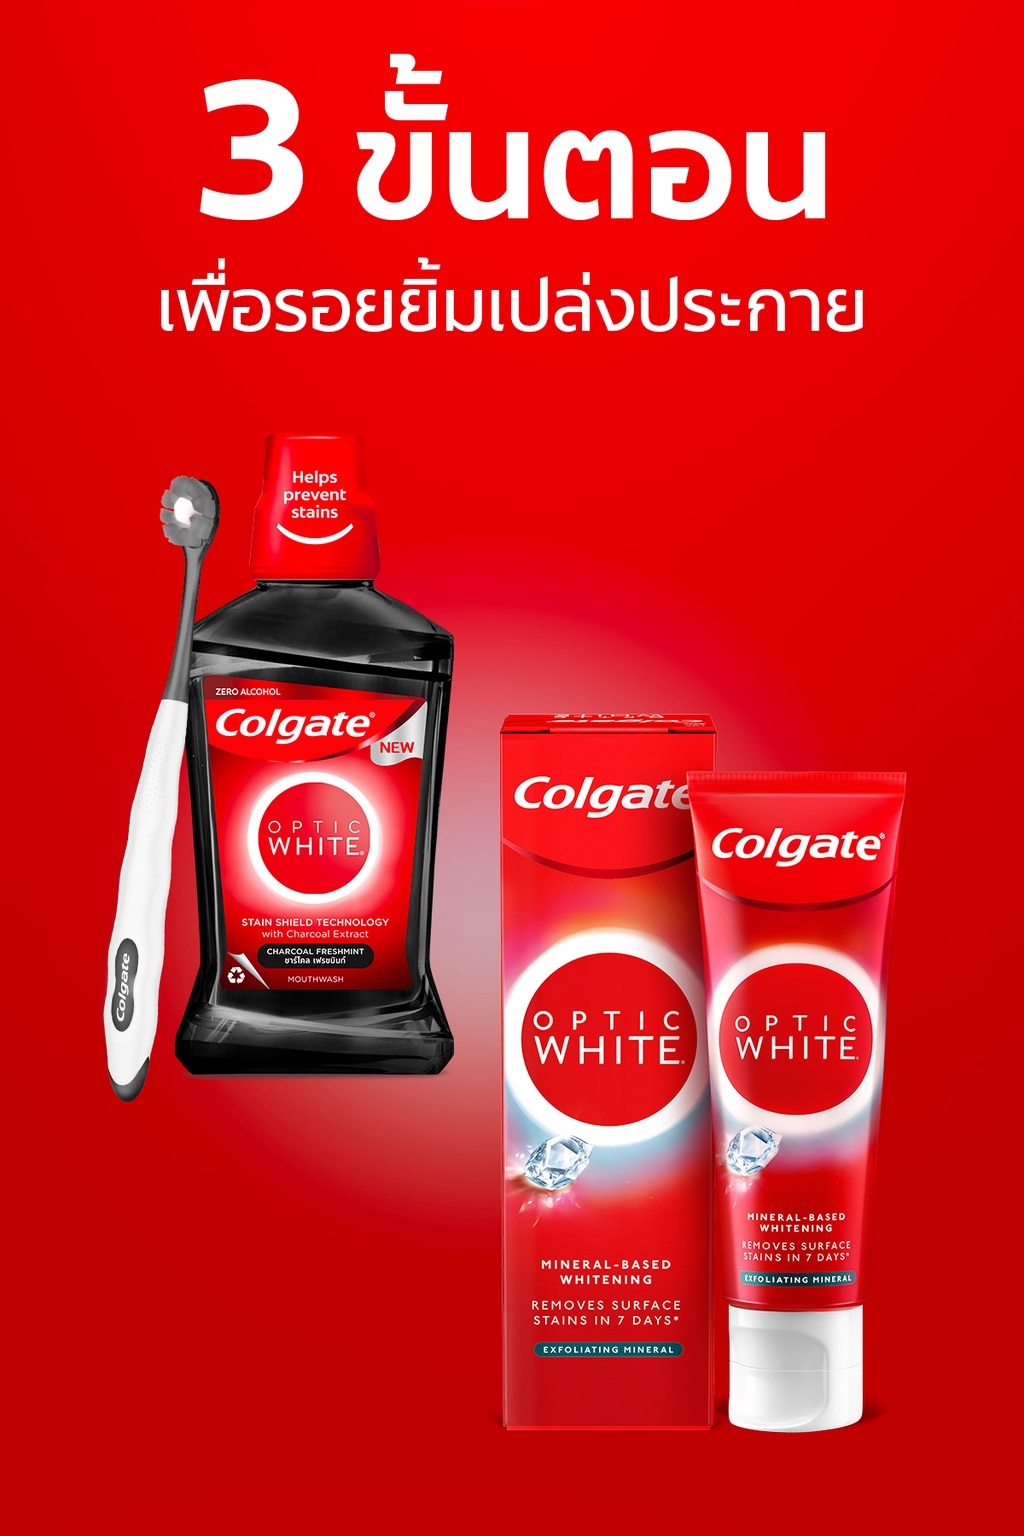 3 ขั้นตอน
เพื่อรอยยิ้มเปล่งประกาย
Helps
prevent
stains
ZERO ALCOHOL
Colgate®
NEW
OPTIC
WHITE®
STAIN SHIELD TECHNOLOGY
with Charcoal Extract
CHARCOAL FRESHMINT
ชาร์โคล เฟรชมินท์
MOUTHWASH
Colgate
Colgate
OPTIC
WHITE®
MINERAL-BASED
WHITENING
REMOVES SURFACE
STAINS IN 7 DAYS*
EXFOLIATING MINERAL
Colgate®
OPTIC
WHITE®
MINERAL-BASED
WHITENING
REMOVES SURFACE
STAINS IN 7 DAYS*
EXFOLIATING MINERAL